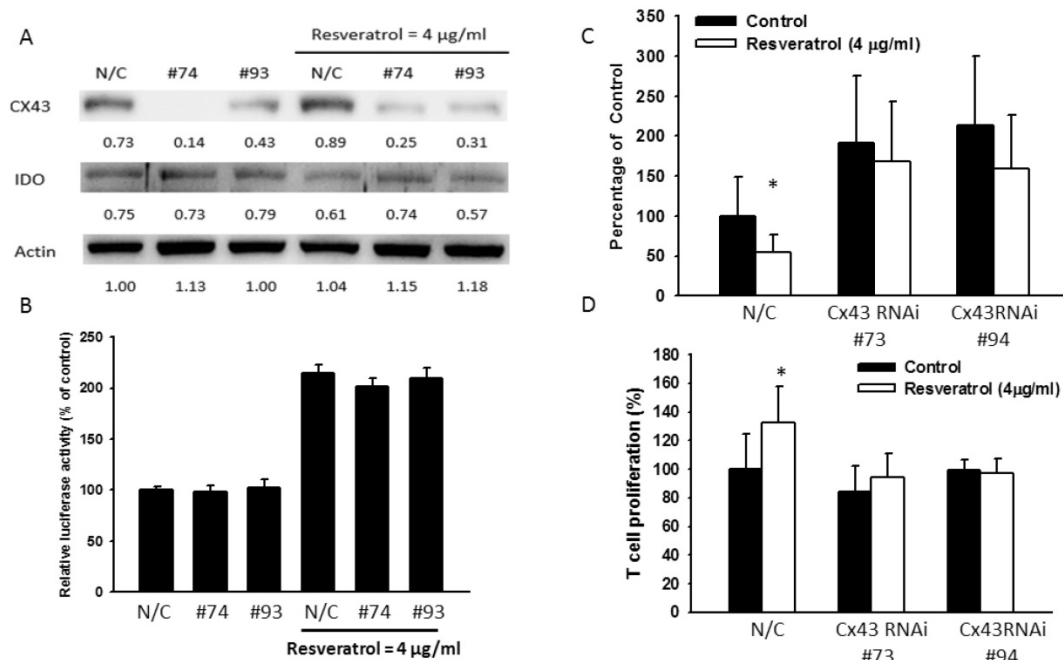 A
Resveratrol = 4 μg/ml
N/C #74 #93 N/C #74 #93
CX43
0.73 0.14 0.43 0.89 0.25 0.31
IDO
0.75 0.73 0.79 0.61 0.74 0.57
Actin
1.00 1.13 1.00 1.04 1.15 1.18
B
Relative luciferase activity (% of control)
250
200
150
100
50
0
N/C #74 #93 N/C #74 #93
Resveratrol = 4 μg/ml
C
Control
Resveratrol (4 μg/ml)
Percentage of Control
350
300
250
200
150
100
50
0
*
N/C Cx43 RNAi Cx43RNAi
#73 #94
D
Control
Resveratrol (4μg/ml)
T cell proliferation (%)
180
160
140
120
100
80
60
40
20
0
*
N/C Cx43 RNAi Cx43RNAi
#73 #94